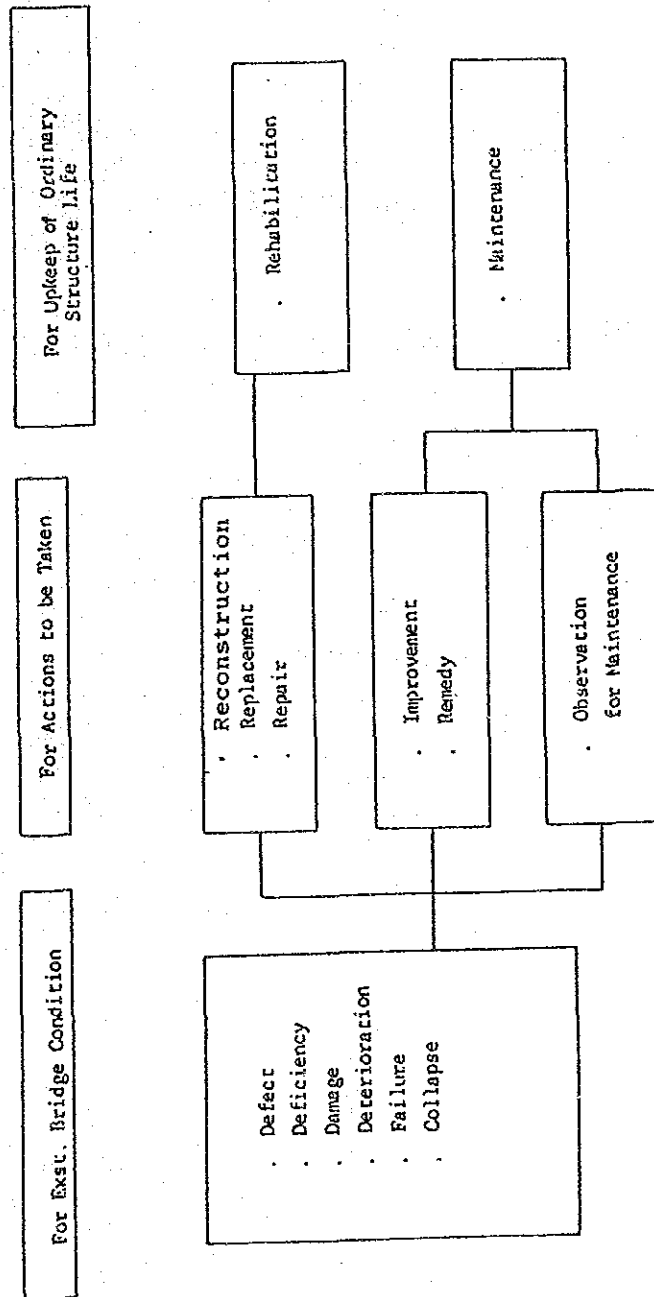 For Exst. Bridge Condition
For Actions to be Taken
For Upkeep of Ordinary
Structure Life
. Defect
. Deficiency
. Damage
. Deterioration
. Failure
. Collapse
. Reconstruction
. Replacement
. Repair
. Improvement
. Remedy
. Observation
for Maintenance
. Rehabilitation
. Maintenance